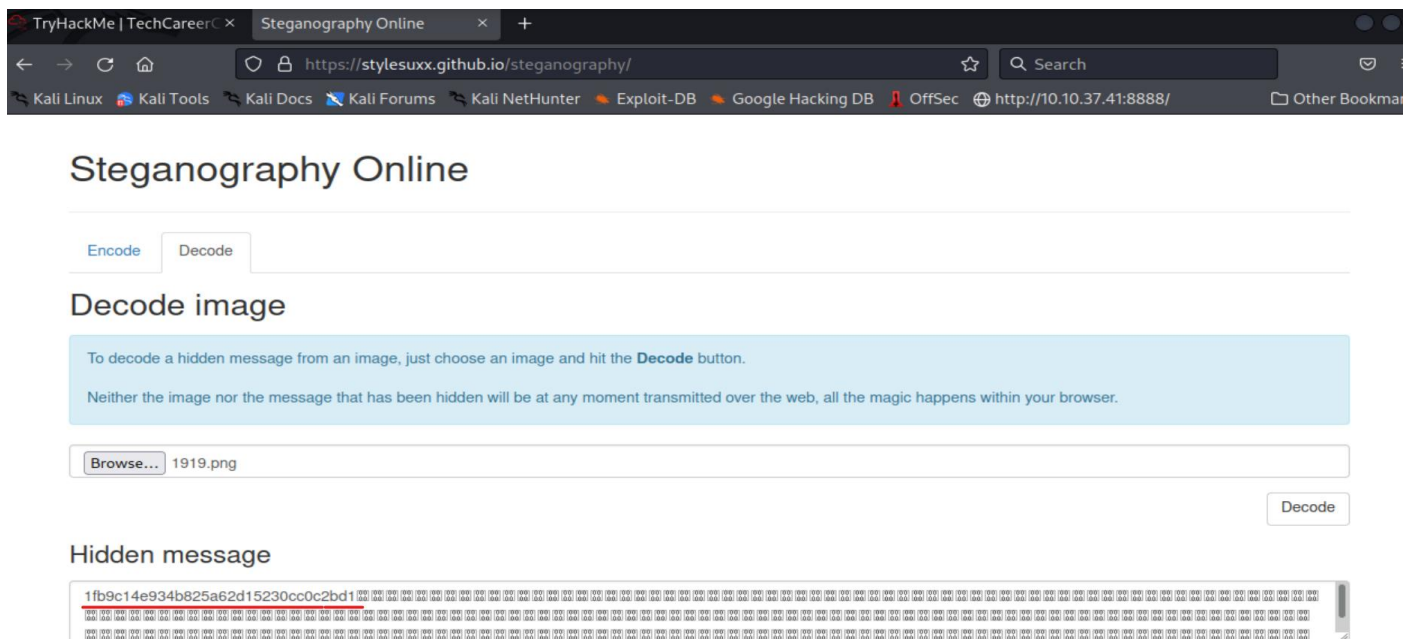 TryHackMe | TechCareerC × Steganography Online × +
https://stylesuxx.github.io/steganography/ Search
Kali Linux Kali Tools Kali Docs Kali Forums Kali NetHunter Exploit-DB Google Hacking DB OffSec http://10.10.37.41:8888/ Other Bookmar
Steganography Online
Encode Decode
Decode image
To decode a hidden message from an image, just choose an image and hit the Decode button.
Neither the image nor the message that has been hidden will be at any moment transmitted over the web, all the magic happens within your browser.
Browse... 1919.png
Decode
Hidden message
1fb9c14e934b825a62d15230cc0c2bd1